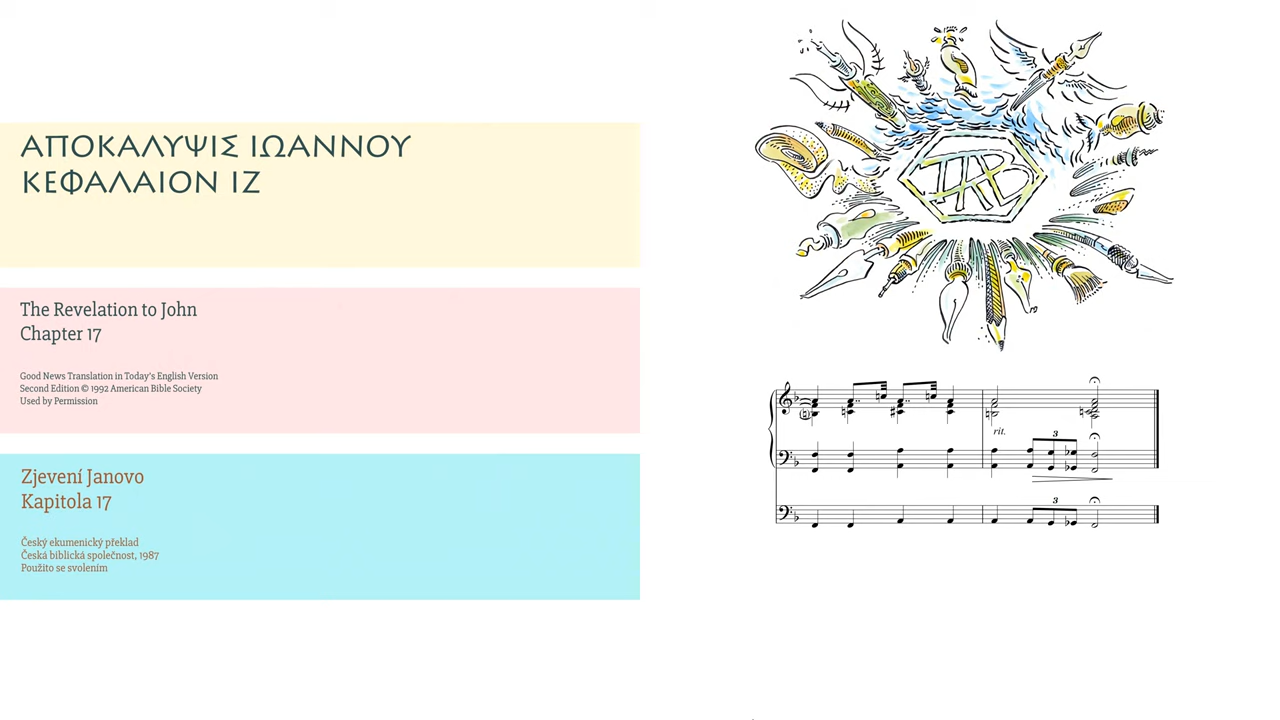 ΑΠΟΚΑΛΥΨΙΣ ΙΩΑΝΝΟΥ
ΚΕΦΑΛΑΙΟΝ ΙΖ
The Revelation to John
Chapter 17
Good News Translation in Today's English Version
Second Edition © 1992 American Bible Society
Used by Permission
Zjevení Janovo
Kapitola 17
Český ekumenický překlad
Česká biblická společnost, 1987
Použito se svolením
rit.
3
3